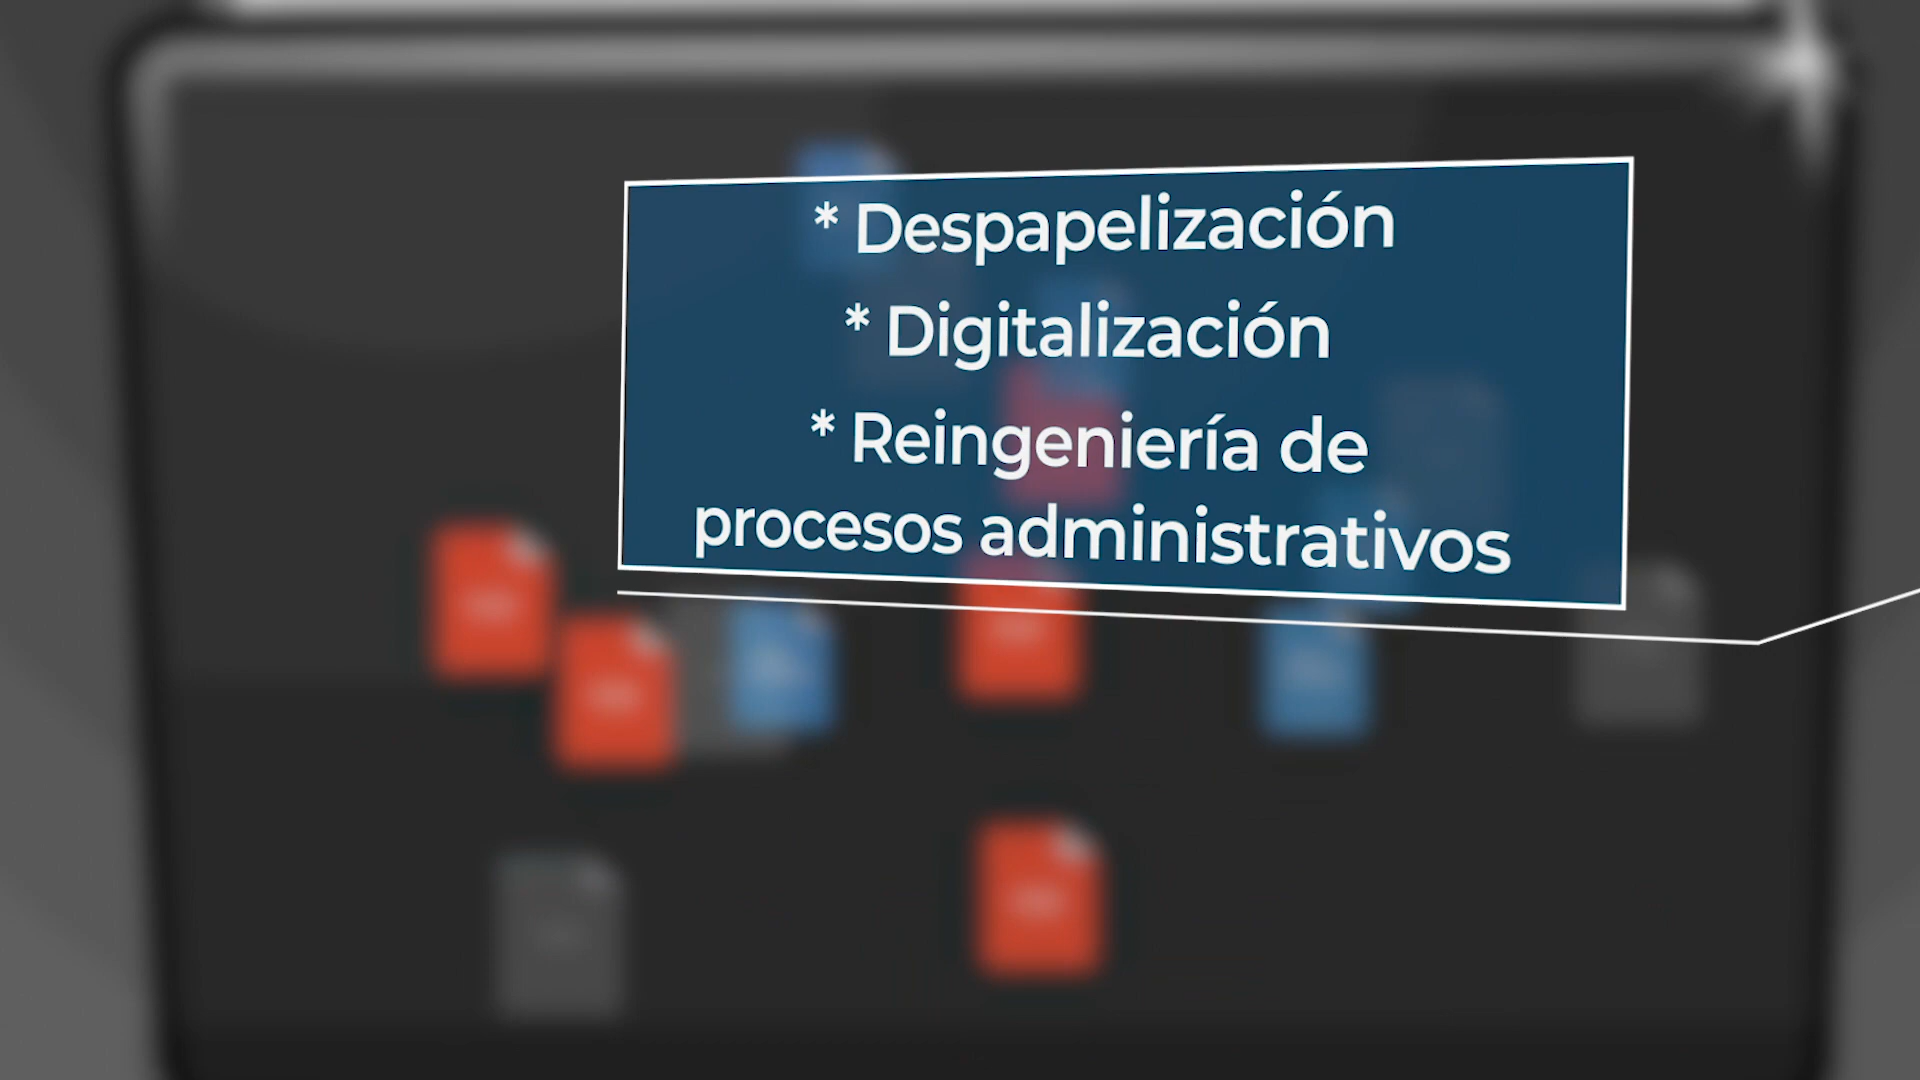 * Despapelización
* Digitalización
* Reingeniería de
procesos administrativos